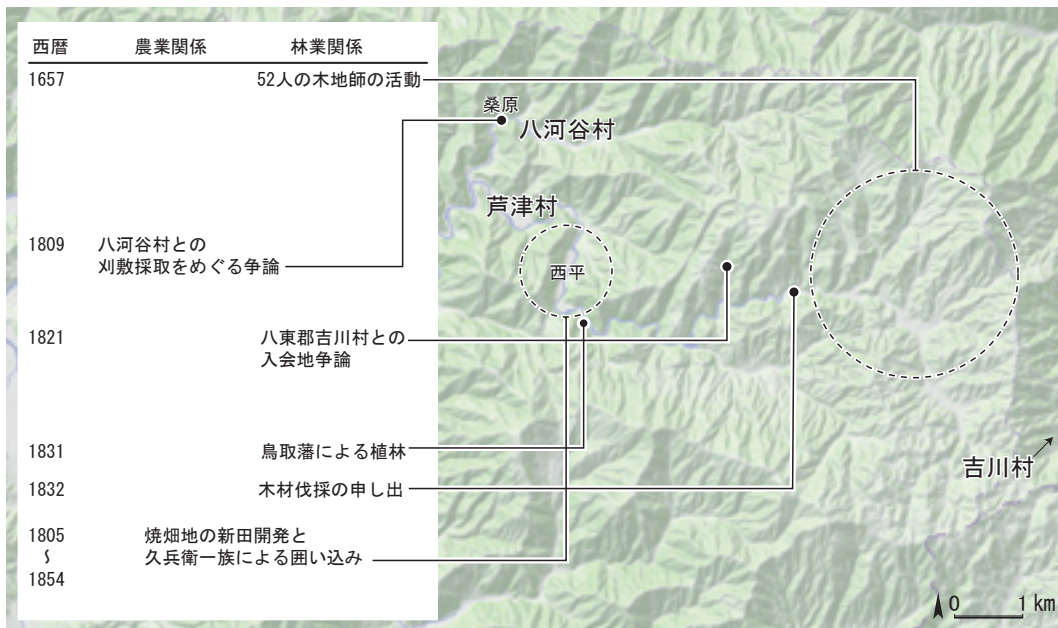 西暦 農業関係 林業関係
1657 52人の木地師の活動
1809 八河谷村との
刈敷採取をめぐる争論
1821 八東郡吉川村との
入会地争論
1831 鳥取藩による植林
1832 木材伐採の申し出
1805 焼畑地の新田開発と
〜 久兵衛一族による囲い込み
1854
桑原
八河谷村
芦津村
西平
吉川村
0 1 km